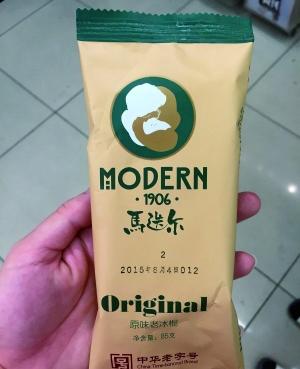 MODERN
·1906·
馬迭尔
2
2015年8月4日012
Original
原味老冰棍
净含量: 85克
中华老字号
China Time-honored Brand